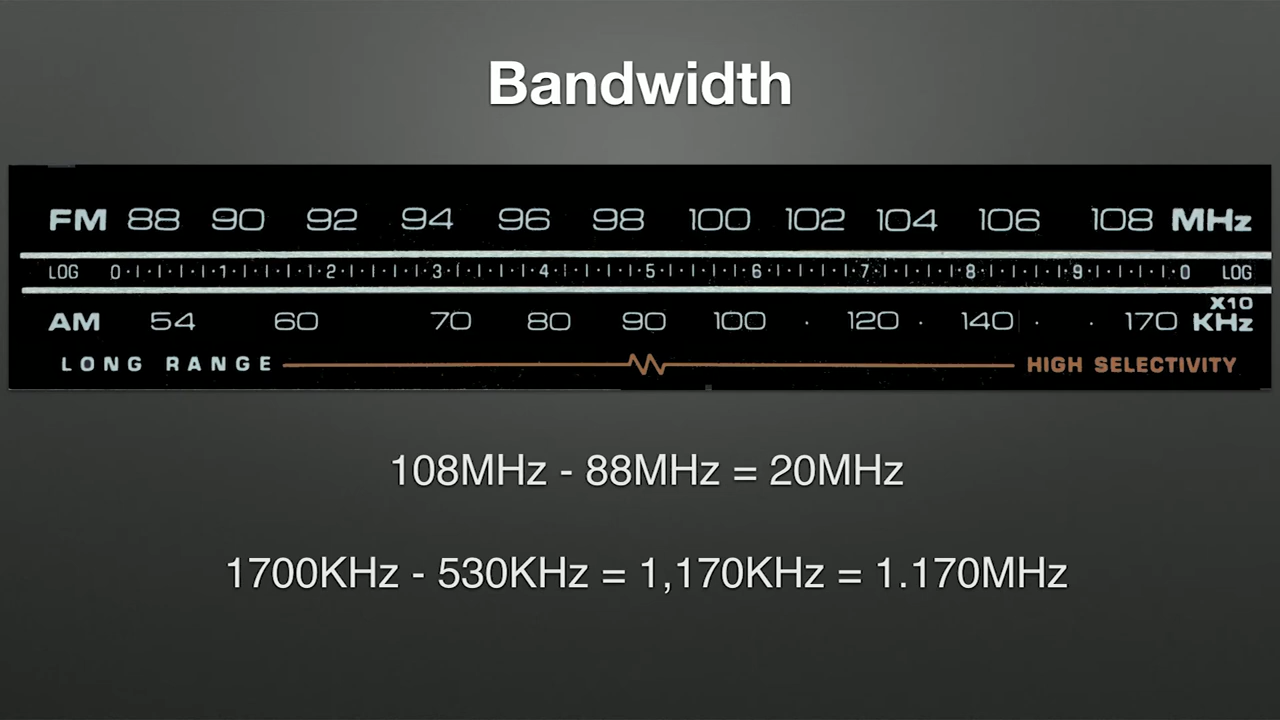 Bandwidth
FM 88 90 92 94 96 98 100 102 104 106 108 MHz
LOG 0 1 2 3 4 5 6 7 8 9 0 LOG
X10
AM 54 60 70 80 90 100 · 120 · 140 · · 170 KHz
LONG RANGE HIGH SELECTIVITY
108MHz - 88MHz = 20MHz
1700KHz - 530KHz = 1,170KHz = 1.170MHz